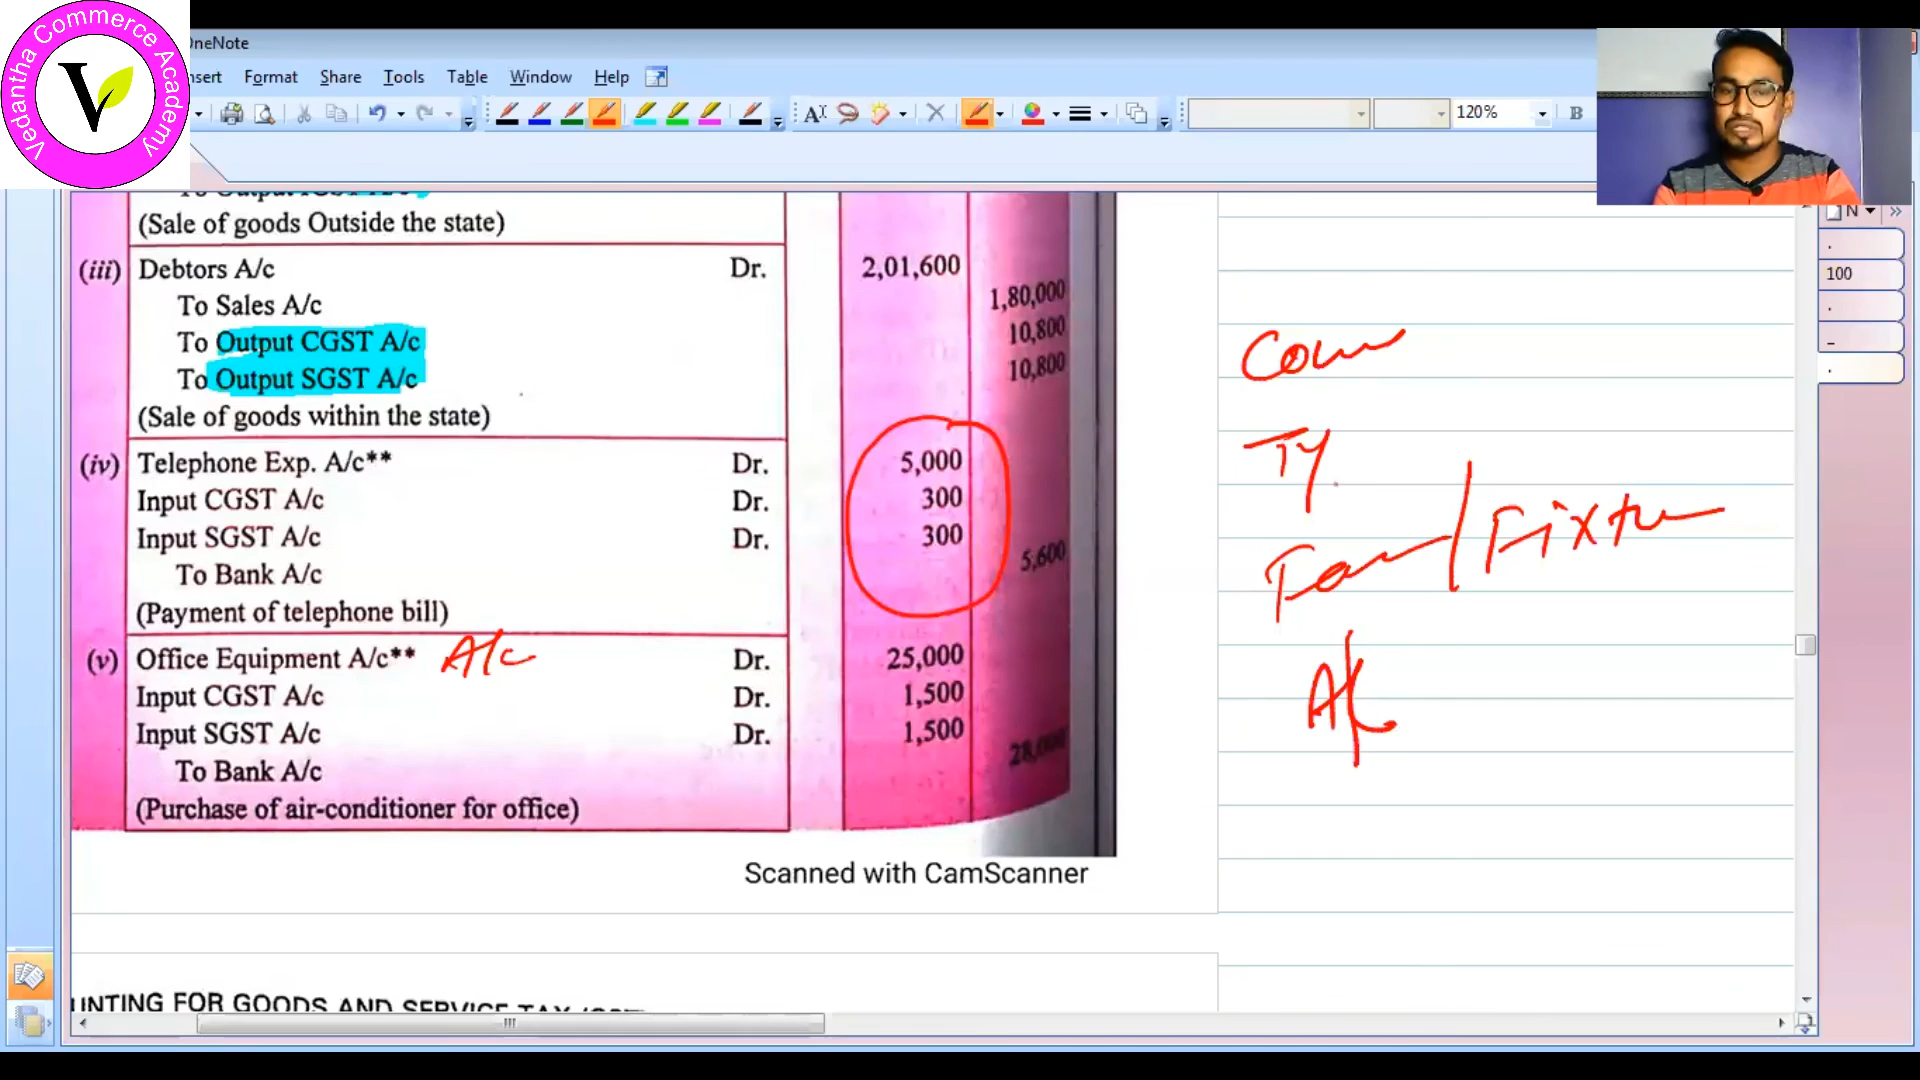 Vedantha Commerce Academy
OneNote
nsert Format Share Tools Table Window Help
120% B
N
.
100
.
_
.
(Sale of goods Outside the state)
(iii) Debtors A/c Dr. 2,01,600
To Sales A/c 1,80,000
To Output CGST A/c 10,800
To Output SGST A/c 10,800
(Sale of goods within the state)
(iv) Telephone Exp. A/c** Dr. 5,000
Input CGST A/c Dr. 300
Input SGST A/c Dr. 300
To Bank A/c 5,600
(Payment of telephone bill)
(v) Office Equipment A/c** A/c Dr. 25,000
Input CGST A/c Dr. 1,500
Input SGST A/c Dr. 1,500
To Bank A/c 28,000
(Purchase of air-conditioner for office)
Scanned with CamScanner
UNTING FOR GOODS AND SERVICE TAX
Com
TV
/ Fixtu
A/c